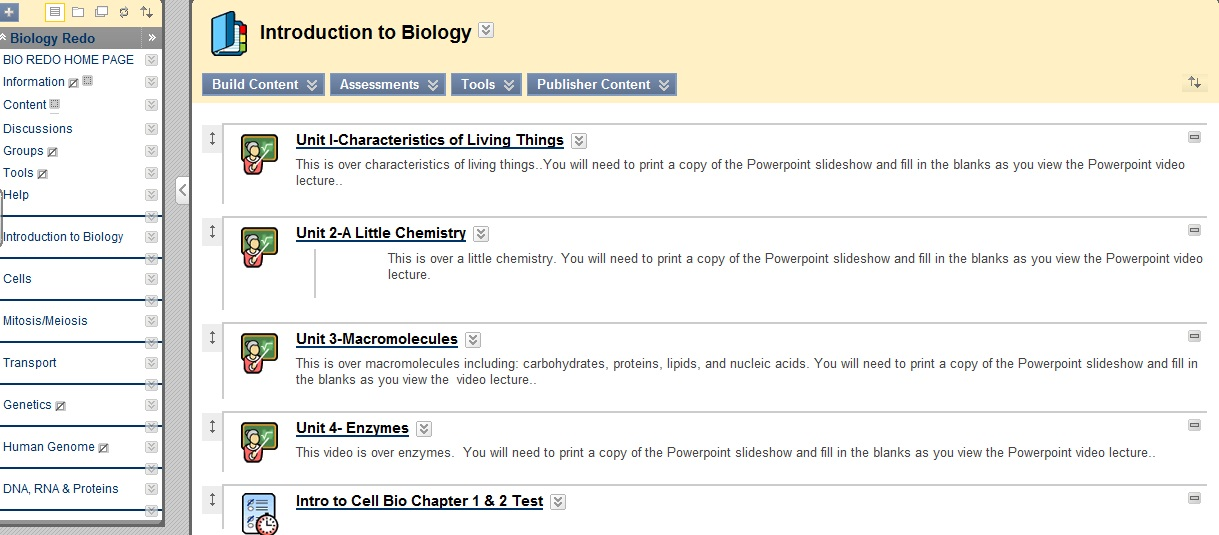 Biology Redo
BIO REDO HOME PAGE
Information
Content
Discussions
Groups
Tools
Help
Introduction to Biology
Cells
Mitosis/Meiosis
Transport
Genetics
Human Genome
DNA, RNA & Proteins
Introduction to Biology
Build Content
Assessments
Tools
Publisher Content
Unit I-Characteristics of Living Things
This is over characteristics of living things..You will need to print a copy of the Powerpoint slideshow and fill in the blanks as you view the Powerpoint video
lecture..
Unit 2-A Little Chemistry
This is over a little chemistry. You will need to print a copy of the Powerpoint slideshow and fill in the blanks as you view the Powerpoint video
lecture.
Unit 3-Macromolecules
This is over macromolecules including: carbohydrates, proteins, lipids, and nucleic acids. You will need to print a copy of the Powerpoint slideshow and fill in
the blanks as you view the  video lecture..
Unit 4- Enzymes
This video is over enzymes.  You will need to print a copy of the Powerpoint slideshow and fill in the blanks as you view the Powerpoint video lecture..
Intro to Cell Bio Chapter 1 & 2 Test